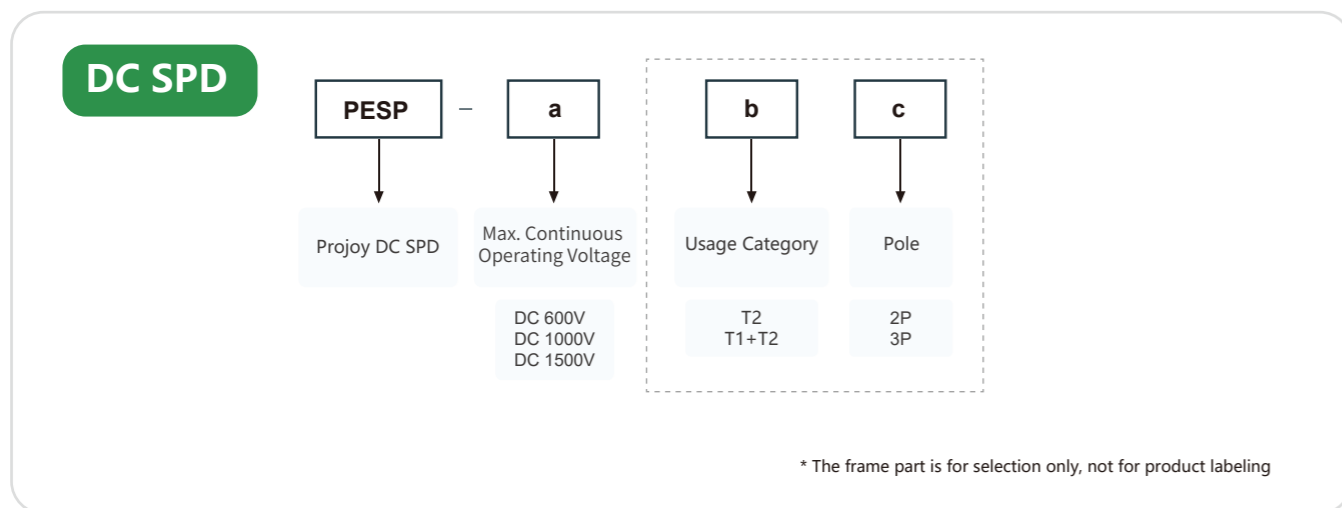 DC SPD
PESP – a b c
Projoy DC SPD
Max. Continuous
Operating Voltage
Usage Category
Pole
DC 600V
DC 1000V
DC 1500V
T2
T1+T2
2P
3P
* The frame part is for selection only, not for product labeling